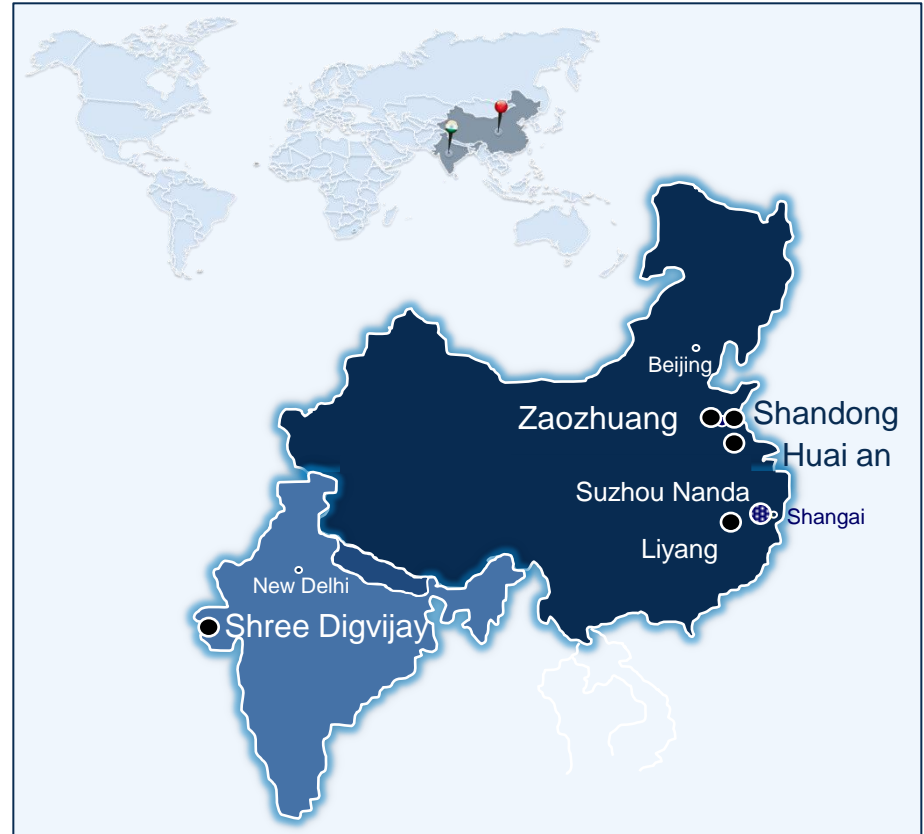 Beijing
Zaozhuang
Shandong
Huai an
Suzhou Nanda
Shangai
Liyang
New Delhi
Shree Digvijay